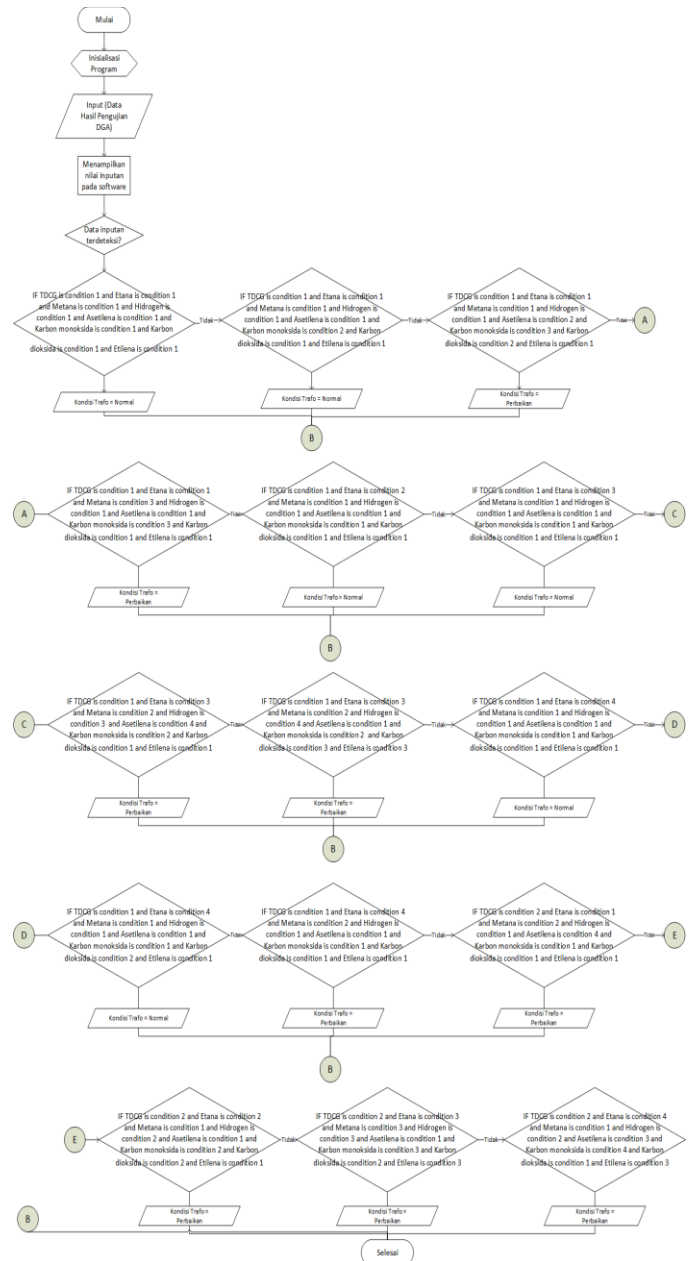 Mulai
Inisialisasi
Program
Input (Data
Hasil Pengujian
DGA)
Menampilkan
nilai inputan
pada software
Data inputan
terdeteksi?
IF TDCG is condition 1 and Etana is condition 1
and Metana is condition 1 and Hidrogen is
condition 1 and Asetilena is condition 1 and
Karbon monoksida is condition 1 and Karbon
dioksida is condition 1 and Etilena is condition 1
Tidak
IF TDCG is condition 1 and Etana is condition 1
and Metana is condition 1 and Hidrogen is
condition 1 and Asetilena is condition 1 and
Karbon monoksida is condition 2 and Karbon
dioksida is condition 1 and Etilena is condition 1
Tidak
IF TDCG is condition 1 and Etana is condition 1
and Metana is condition 1 and Hidrogen is
condition 1 and Asetilena is condition 2 and
Karbon monoksida is condition 3 and Karbon
dioksida is condition 2 and Etilena is condition 1
Tidak
A
Kondisi Trafo = Normal
Kondisi Trafo = Normal
Kondisi Trafo =
Perbaikan
B
A
IF TDCG is condition 1 and Etana is condition 1
and Metana is condition 3 and Hidrogen is
condition 1 and Asetilena is condition 1 and
Karbon monoksida is condition 3 and Karbon
dioksida is condition 1 and Etilena is condition 1
Tidak
IF TDCG is condition 1 and Etana is condition 2
and Metana is condition 1 and Hidrogen is
condition 1 and Asetilena is condition 1 and
Karbon monoksida is condition 1 and Karbon
dioksida is condition 1 and Etilena is condition 1
Tidak
IF TDCG is condition 1 and Etana is condition 3
and Metana is condition 1 and Hidrogen is
condition 1 and Asetilena is condition 1 and
Karbon monoksida is condition 1 and Karbon
dioksida is condition 1 and Etilena is condition 1
Tidak
C
Kondisi Trafo =
Perbaikan
Kondisi Trafo = Normal
Kondisi Trafo = Normal
B
C
IF TDCG is condition 1 and Etana is condition 3
and Metana is condition 2 and Hidrogen is
condition 3 and Asetilena is condition 4 and
Karbon monoksida is condition 2 and Karbon
dioksida is condition 1 and Etilena is condition 1
Tidak
IF TDCG is condition 1 and Etana is condition 3
and Metana is condition 2 and Hidrogen is
condition 4 and Asetilena is condition 1 and
Karbon monoksida is condition 2 and Karbon
dioksida is condition 3 and Etilena is condition 3
Tidak
IF TDCG is condition 1 and Etana is condition 4
and Metana is condition 1 and Hidrogen is
condition 1 and Asetilena is condition 1 and
Karbon monoksida is condition 1 and Karbon
dioksida is condition 1 and Etilena is condition 1
Tidak
D
Kondisi Trafo =
Perbaikan
Kondisi Trafo =
Perbaikan
Kondisi Trafo = Normal
B
D
IF TDCG is condition 1 and Etana is condition 4
and Metana is condition 1 and Hidrogen is
condition 1 and Asetilena is condition 1 and
Karbon monoksida is condition 1 and Karbon
dioksida is condition 2 and Etilena is condition 1
Tidak
IF TDCG is condition 1 and Etana is condition 4
and Metana is condition 2 and Hidrogen is
condition 1 and Asetilena is condition 1 and
Karbon monoksida is condition 1 and Karbon
dioksida is condition 1 and Etilena is condition 1
Tidak
IF TDCG is condition 2 and Etana is condition 1
and Metana is condition 2 and Hidrogen is
condition 1 and Asetilena is condition 4 and
Karbon monoksida is condition 1 and Karbon
dioksida is condition 1 and Etilena is condition 1
Tidak
E
Kondisi Trafo = Normal
Kondisi Trafo =
Perbaikan
Kondisi Trafo =
Perbaikan
B
E
IF TDCG is condition 2 and Etana is condition 2
and Metana is condition 1 and Hidrogen is
condition 2 and Asetilena is condition 1 and
Karbon monoksida is condition 2 and Karbon
dioksida is condition 2 and Etilena is condition 1
Tidak
IF TDCG is condition 2 and Etana is condition 3
and Metana is condition 3 and Hidrogen is
condition 3 and Asetilena is condition 1 and
Karbon monoksida is condition 3 and Karbon
dioksida is condition 2 and Etilena is condition 3
Tidak
IF TDCG is condition 2 and Etana is condition 4
and Metana is condition 1 and Hidrogen is
condition 2 and Asetilena is condition 3 and
Karbon monoksida is condition 4 and Karbon
dioksida is condition 1 and Etilena is condition 3
B
Kondisi Trafo =
Perbaikan
Kondisi Trafo =
Perbaikan
Kondisi Trafo =
Perbaikan
Selesai